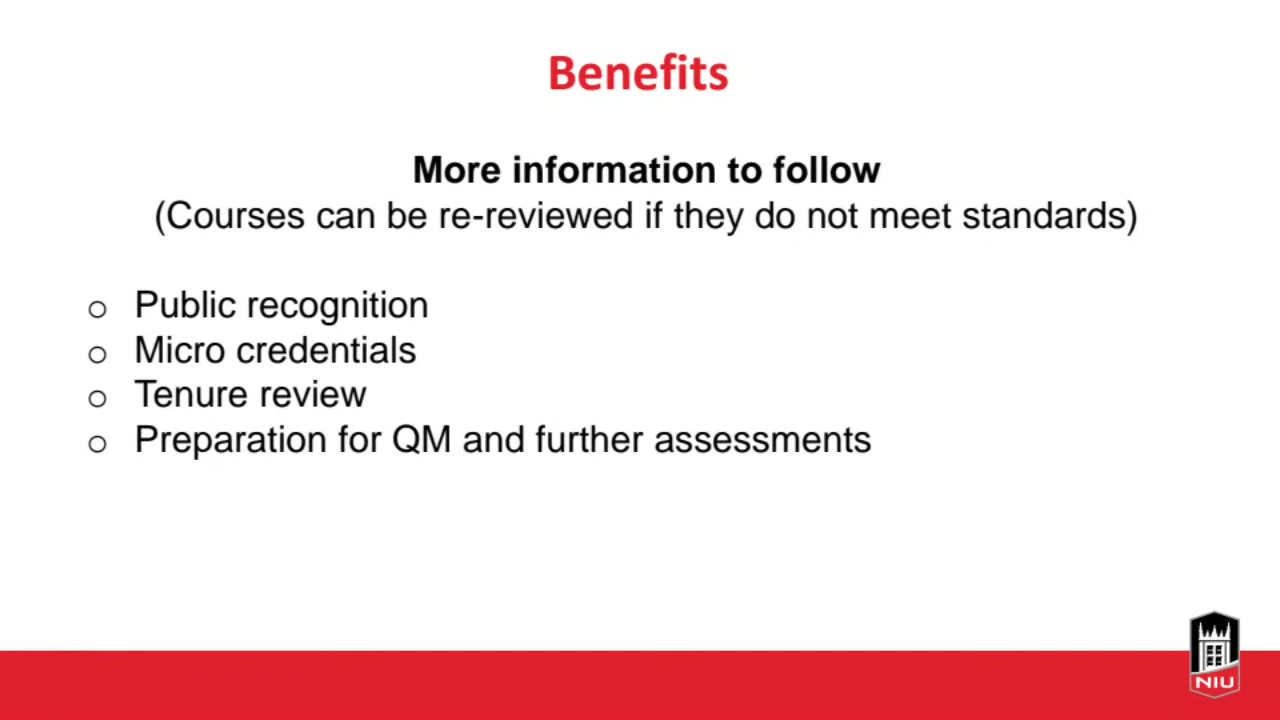 Benefits
More information to follow
(Courses can be re-reviewed if they do not meet standards)
o Public recognition
o Micro credentials
o Tenure review
o Preparation for QM and further assessments
NIU